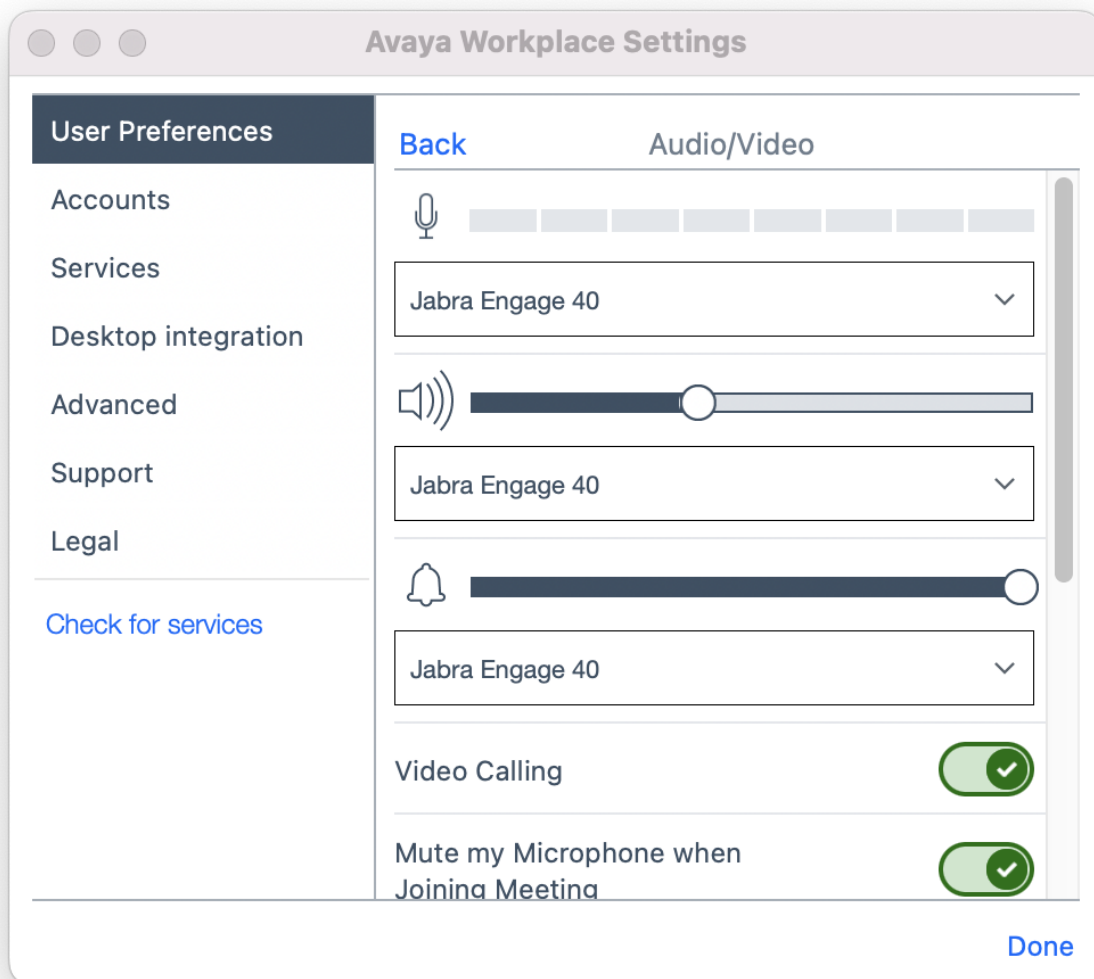 Avaya Workplace Settings
User Preferences
Accounts
Services
Desktop integration
Advanced
Support
Legal
Check for services
Back
Audio/Video
Jabra Engage 40
Jabra Engage 40
Jabra Engage 40
Video Calling
Mute my Microphone when
Joining Meeting
Done